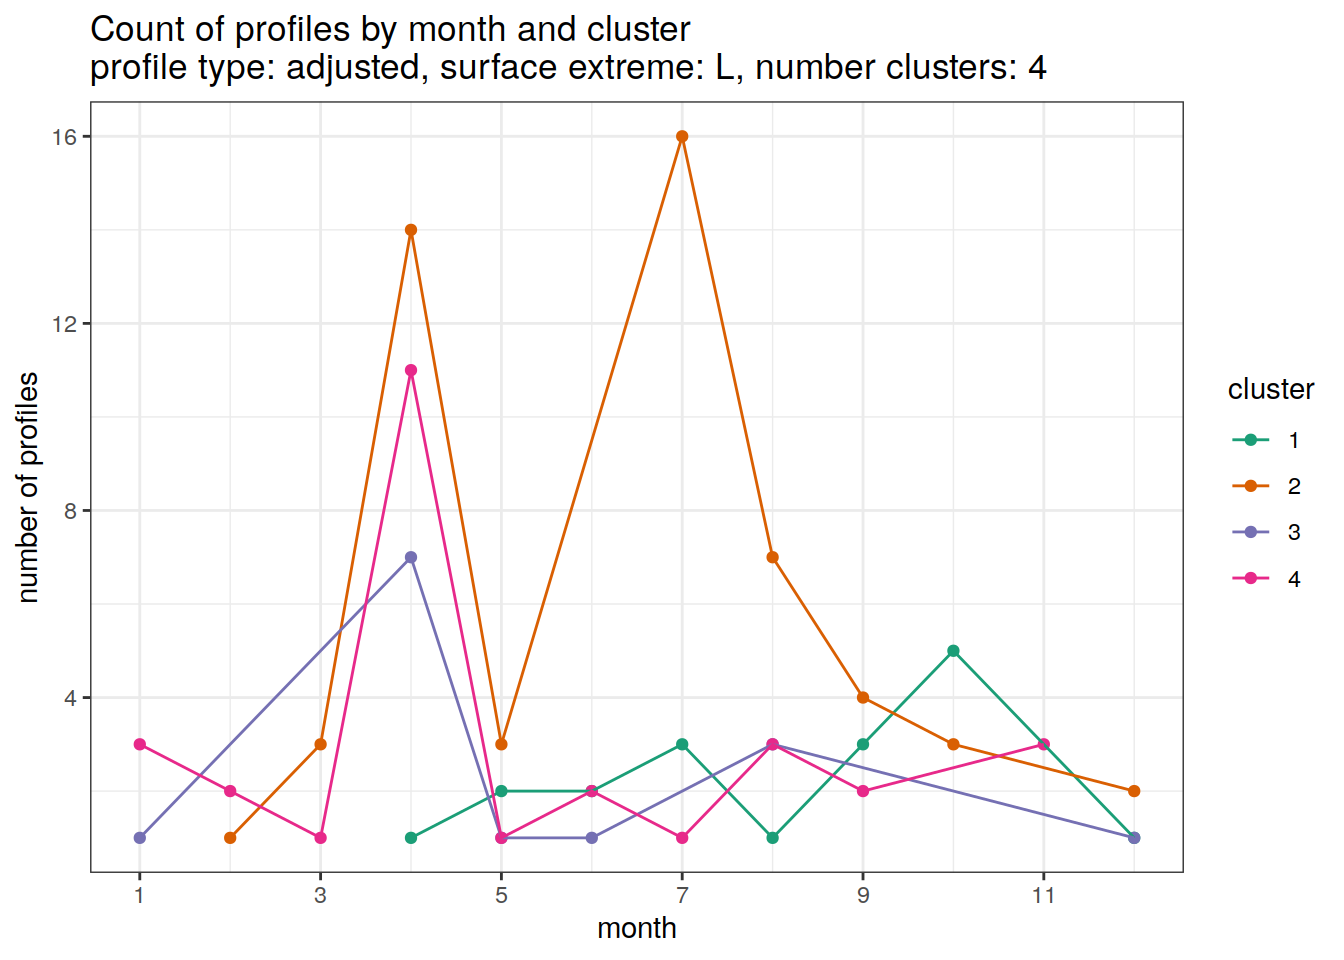 Count of profiles by month and cluster
profile type: adjusted, surface extreme: L, number clusters: 4
16
12
8
4
number of profiles
1 3 5 7 9 11
month
cluster
1
2
3
4